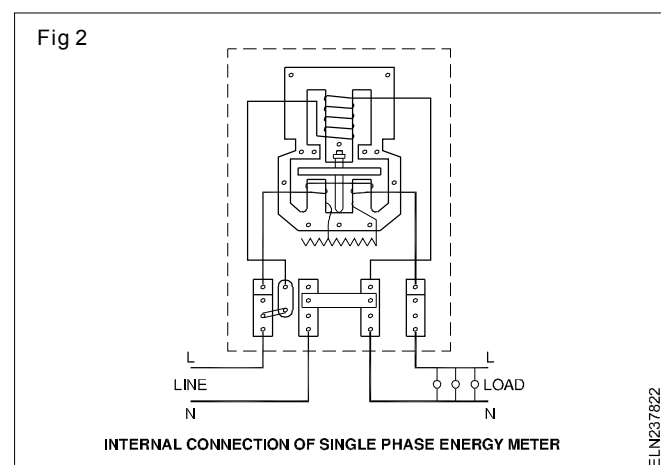 Fig 2
L
LINE
N
L
LOAD
N
INTERNAL CONNECTION OF SINGLE PHASE ENERGY METER
ELN237822